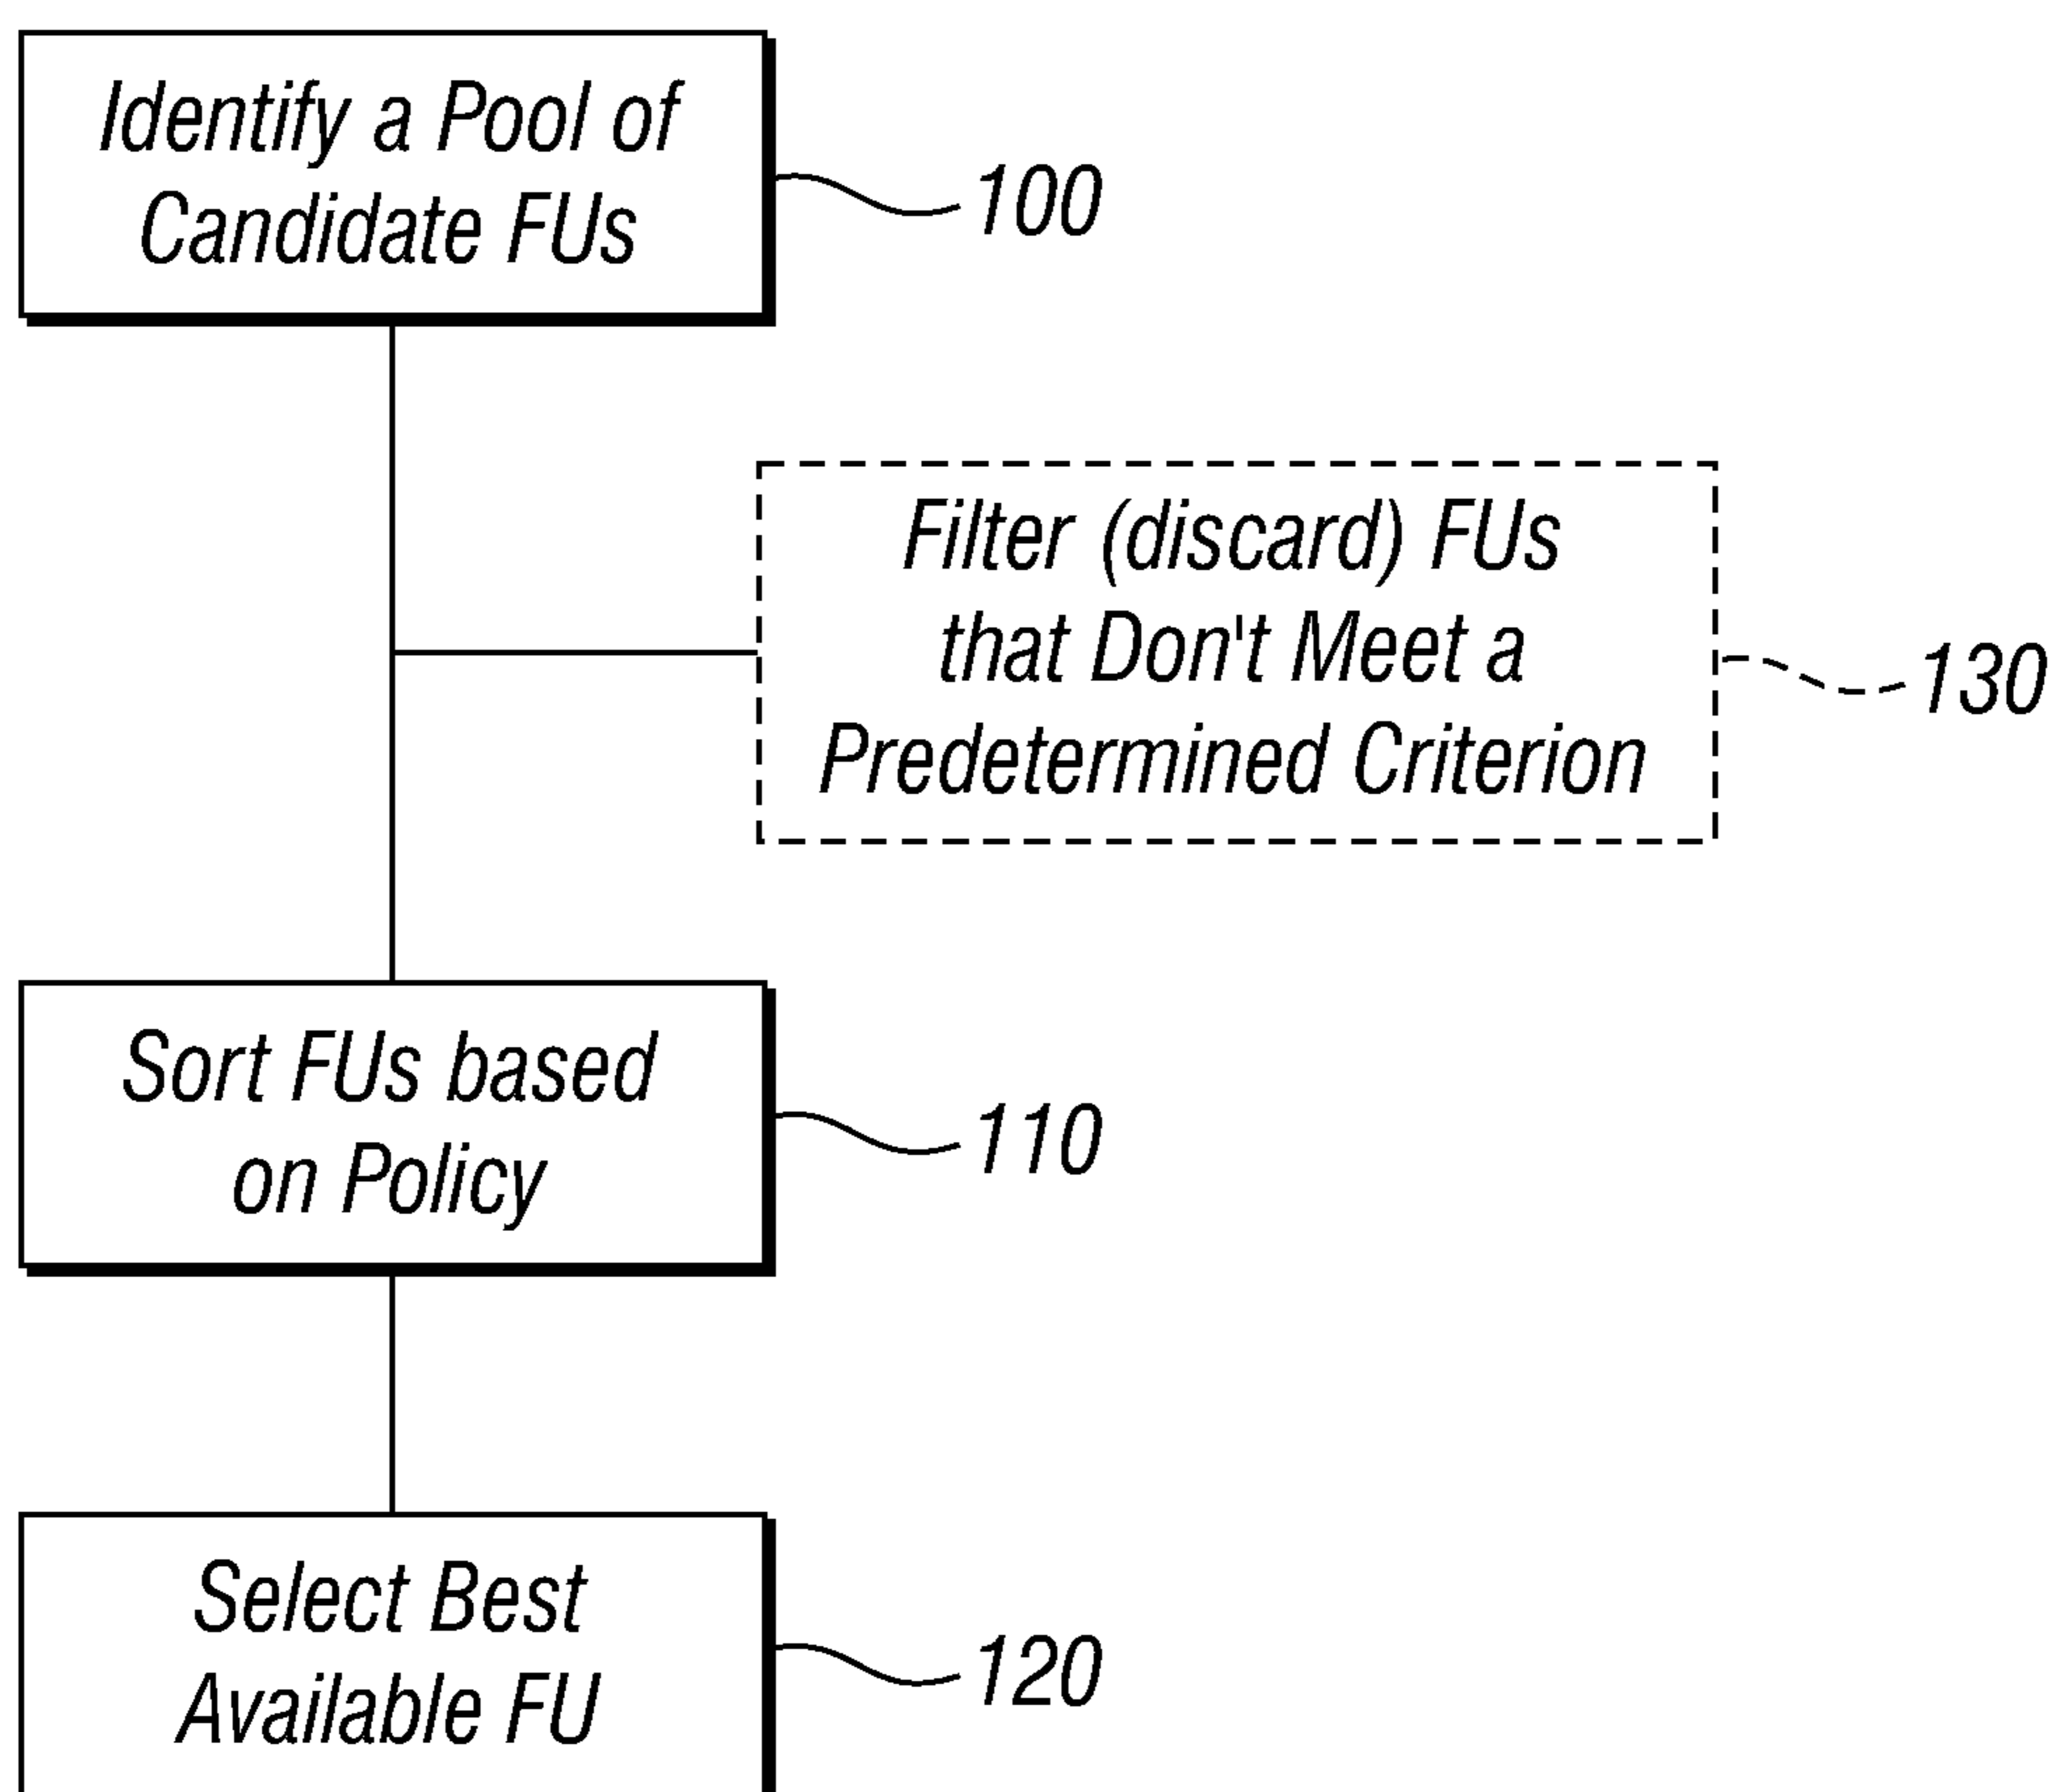 Identify a Pool of
Candidate FUs
100
Filter (discard) FUs
that Don't Meet a
Predetermined Criterion
130
Sort FUs based
on Policy
110
Select Best
Available FU
120